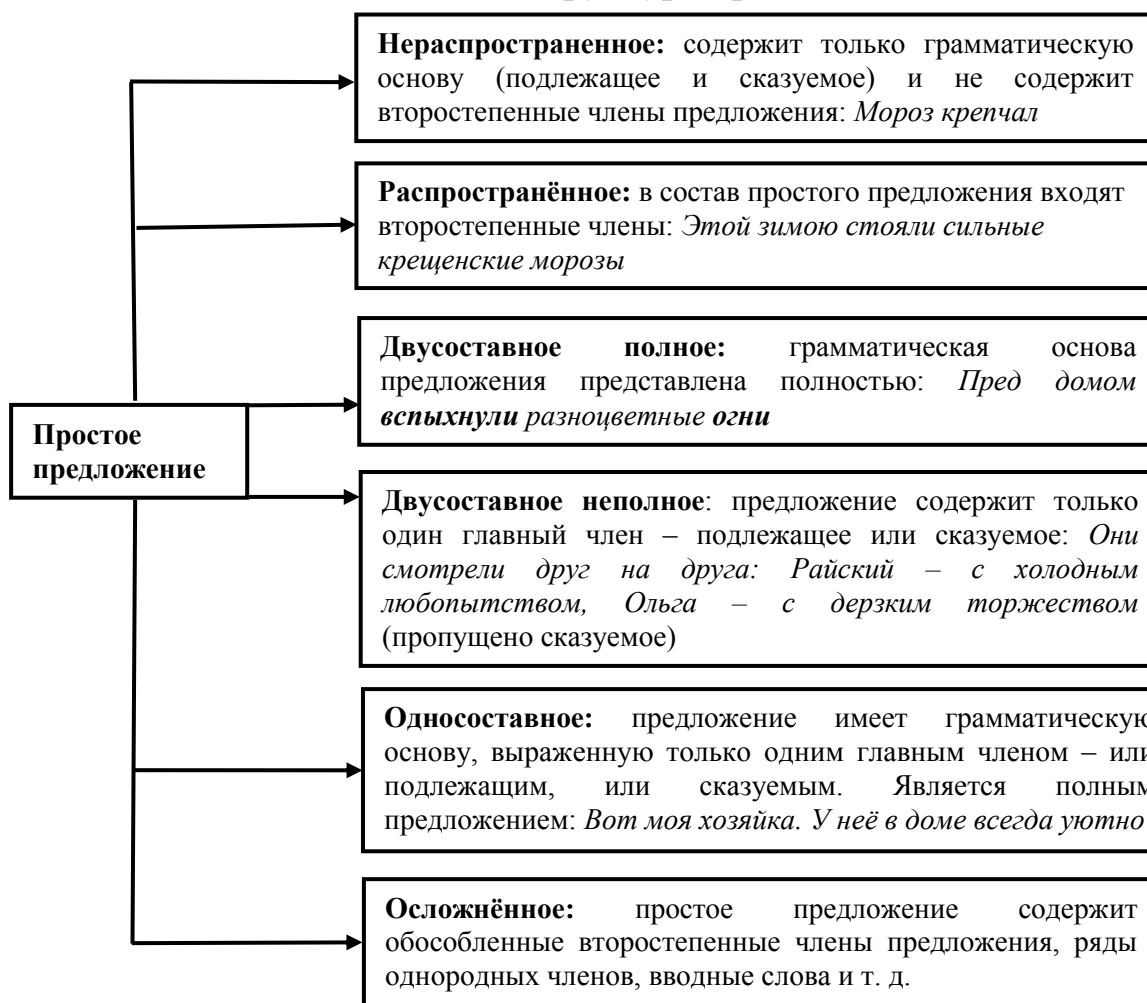 Нераспространенное: содержит только грамматическую
основу (подлежащее и сказуемое) и не содержит
второстепенные члены предложения: Мороз крепчал
Распространённое: в состав простого предложения входят
второстепенные члены: Этой зимою стояли сильные
крещенские морозы
Двусоставное полное: грамматическая основа
предложения представлена полностью: Пред домом
вспыхнули разноцветные огни
Простое
предложение
Двусоставное неполное: предложение содержит только
один главный член – подлежащее или сказуемое: Они
смотрели друг на друга: Райский – с холодным
любопытством, Ольга – с дерзким торжеством
(пропущено сказуемое)
Односоставное: предложение имеет грамматическую
основу, выраженную только одним главным членом – или
подлежащим, или сказуемым. Является полным
предложением: Вот моя хозяйка. У неё в доме всегда уютно
Осложнённое: простое предложение содержит
обособленные второстепенные члены предложения, ряды
однородных членов, вводные слова и т. д.